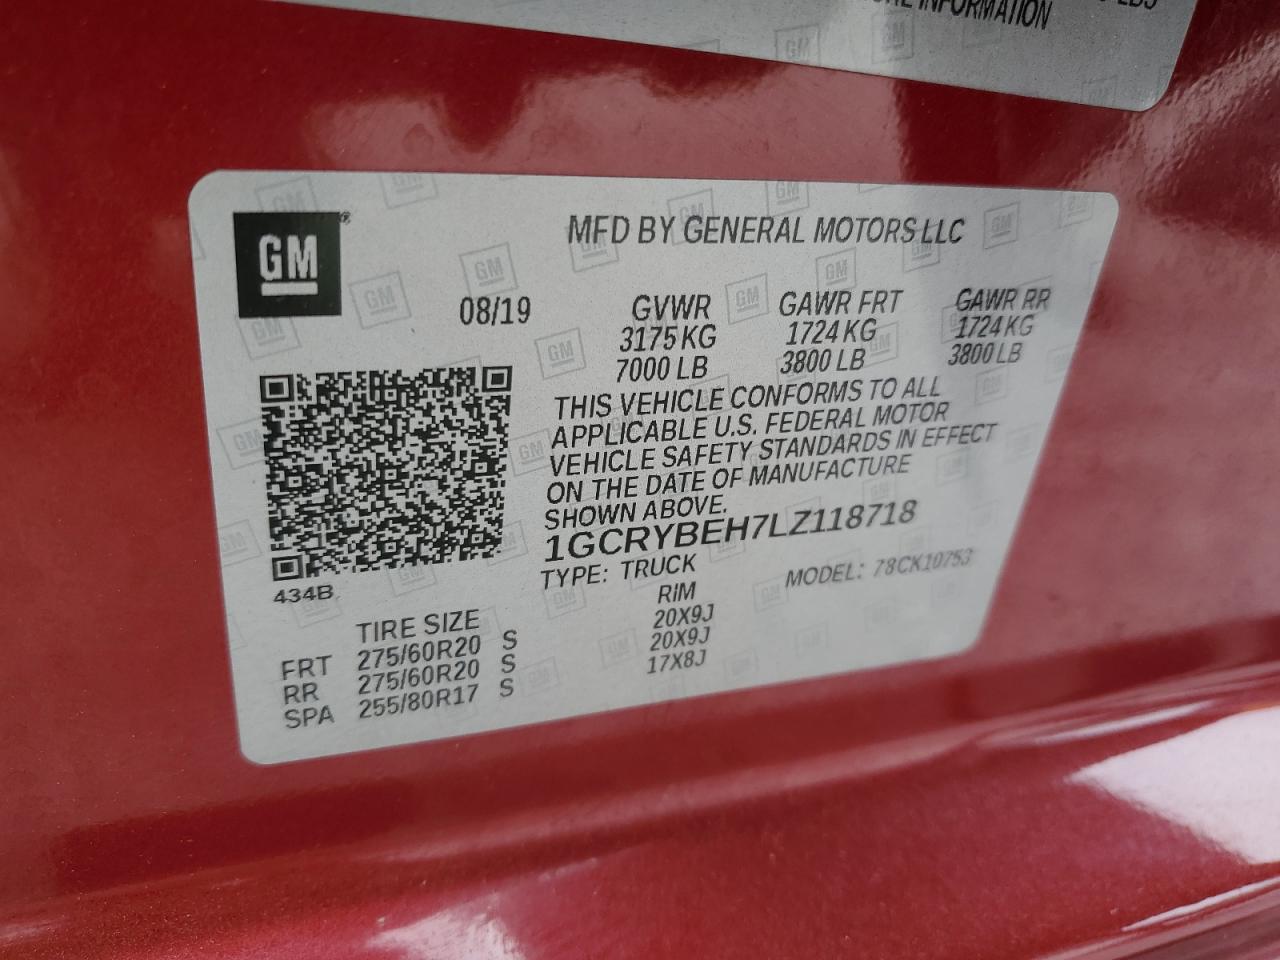 INFORMATION
GM
MFD BY GENERAL MOTORS LLC
08/19 GVWR GAWR FRT GAWR RR
3175 KG 1724 KG 1724 KG
7000 LB 3800 LB 3800 LB
THIS VEHICLE CONFORMS TO ALL
APPLICABLE U.S. FEDERAL MOTOR
VEHICLE SAFETY STANDARDS IN EFFECT
ON THE DATE OF MANUFACTURE
SHOWN ABOVE.
1GCRYBEH7LZ118718
TYPE: TRUCK MODEL: 78CK10753
434B
TIRE SIZE RIM
FRT 275/60R20 S 20X9J
RR 275/60R20 S 20X9J
SPA 255/80R17 S 17X8J